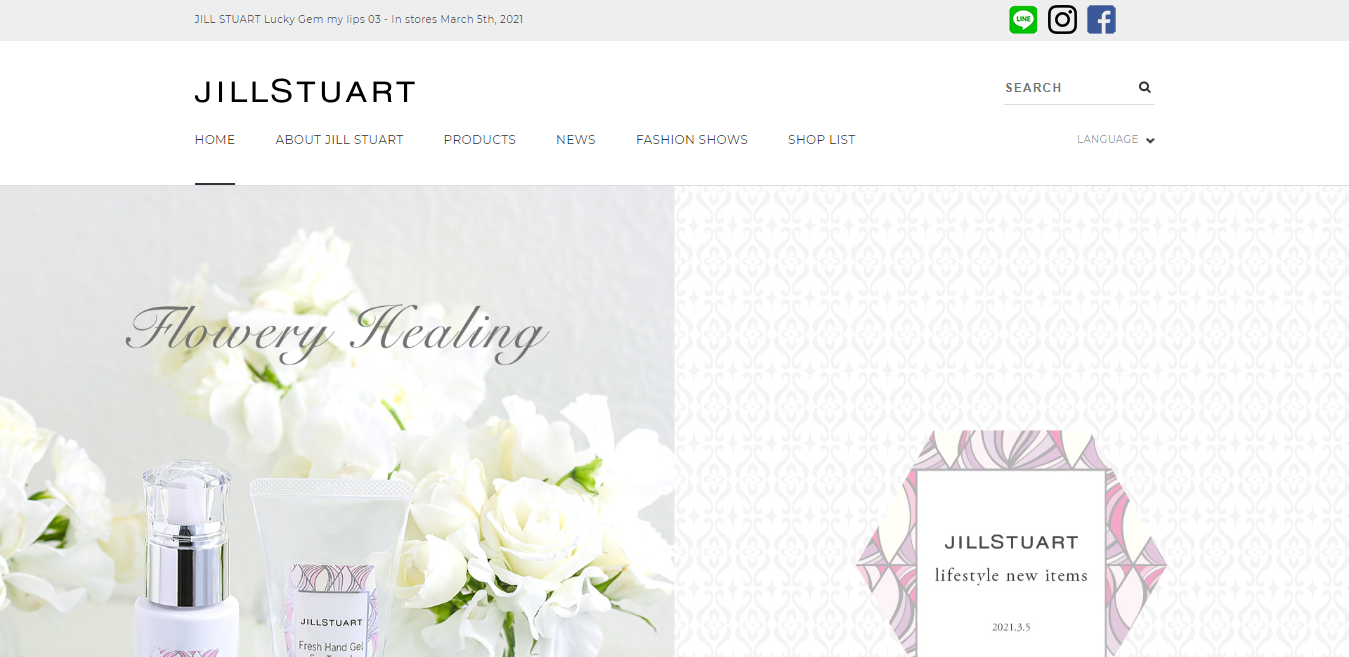 JILL STUART Lucky Gem my lips 03 - In stores March 5th, 2021
LINE
JILLSTUART
SEARCH
HOME ABOUT JILL STUART PRODUCTS NEWS FASHION SHOWS SHOP LIST LANGUAGE
Flowery Healing
JILLSTUART
Fresh Hand Gel
JILLSTUART
lifestyle new items
2021.3.5